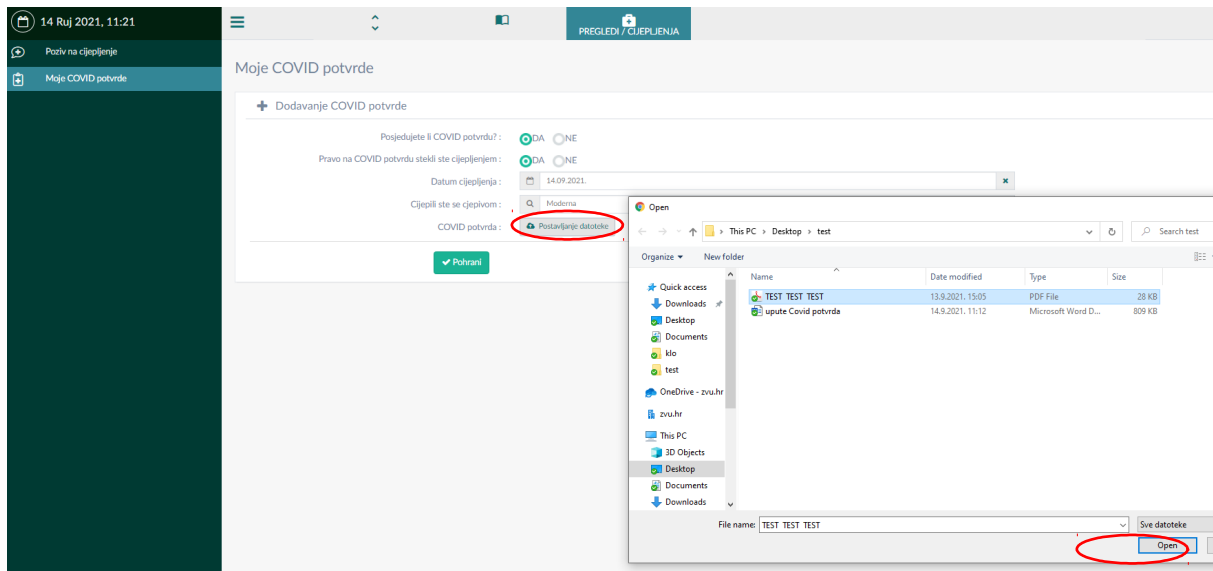 14 Ruj 2021, 11:21
PREGLEDI / CIJEPLJENJA
Poziv na cijepljenje
Moje COVID potvrde
Moje COVID potvrde
Dodavanje COVID potvrde
Posjedujete li COVID potvrdu? : DA NE
Pravo na COVID potvrdu stekli ste cijepljenjem : DA NE
Datum cijepljenja : 14.09.2021.
Cijepili ste se cjepivom : Moderna
COVID potvrda : Postavljanje datoteke
Pohrani
Open
This PC > Desktop > test
Search test
Organize New folder
Name Date modified Type Size
TEST TEST TEST 13.9.2021. 15:05 PDF File 28 KB
upute Covid potvrda 14.9.2021. 11:12 Microsoft Word D... 809 KB
Quick access
Downloads
Desktop
Documents
klo
test
OneDrive - zvu.hr
zvu.hr
This PC
3D Objects
Desktop
Documents
Downloads
File name: TEST TEST TEST
Sve datoteke
Open